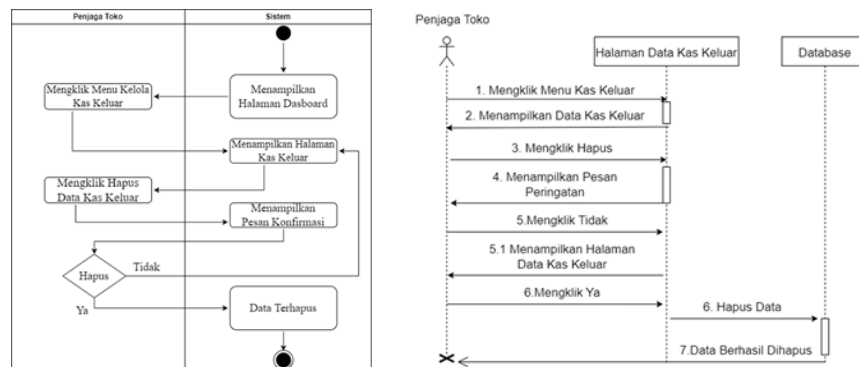 Penjaga Toko
Sistem
Menampilkan
Halaman Dasboard
Mengklik Menu Kelola
Kas Keluar
Menampilkan Halaman
Kas Keluar
Mengklik Hapus
Data Kas Keluar
Menampilkan
Pesan Konfirmasi
Hapus
Tidak
Ya
Data Terhapus
Penjaga Toko
Halaman Data Kas Keluar
Database
1. Mengklik Menu Kas Keluar
2. Menampilkan Data Kas Keluar
3. Mengklik Hapus
4. Menampilkan Pesan
Peringatan
5.Mengklik Tidak
5.1 Menampilkan Halaman
Data Kas Keluar
6.Mengklik Ya
6. Hapus Data
7.Data Berhasil Dihapus